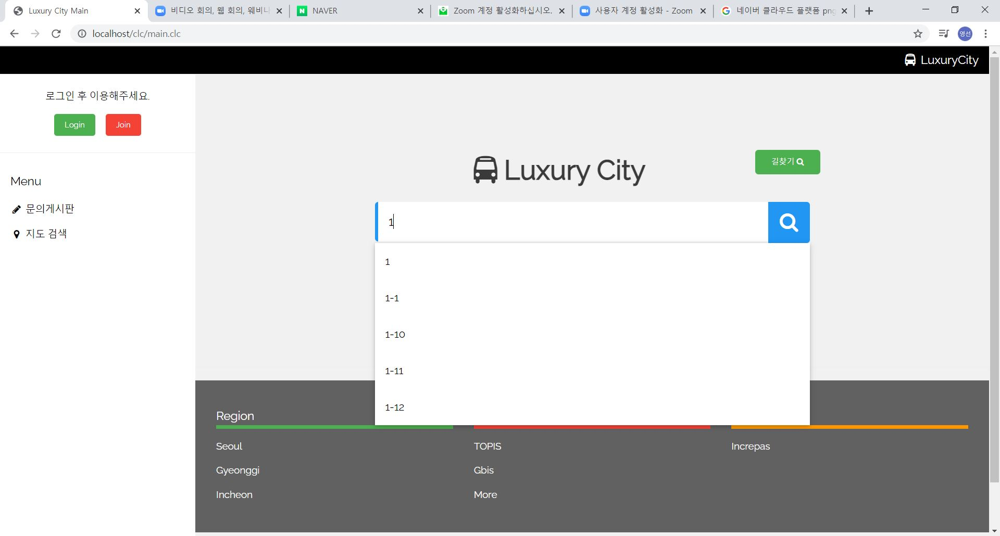 Luxury City Main
비디오 회의, 웹 회의, 웨비나
NAVER
Zoom 계정 활성화하십시오.
사용자 계정 활성화 - Zoom
네이버 클라우드 플랫폼 png
localhost/clc/main.clc
영선
LuxuryCity
로그인 후 이용해주세요.
Login Join
Menu
문의게시판
지도 검색
Luxury City
길찾기
1
1
1-1
1-10
1-11
1-12
Region
Seoul
Gyeonggi
Incheon
TOPIS
Gbis
More
Increpas